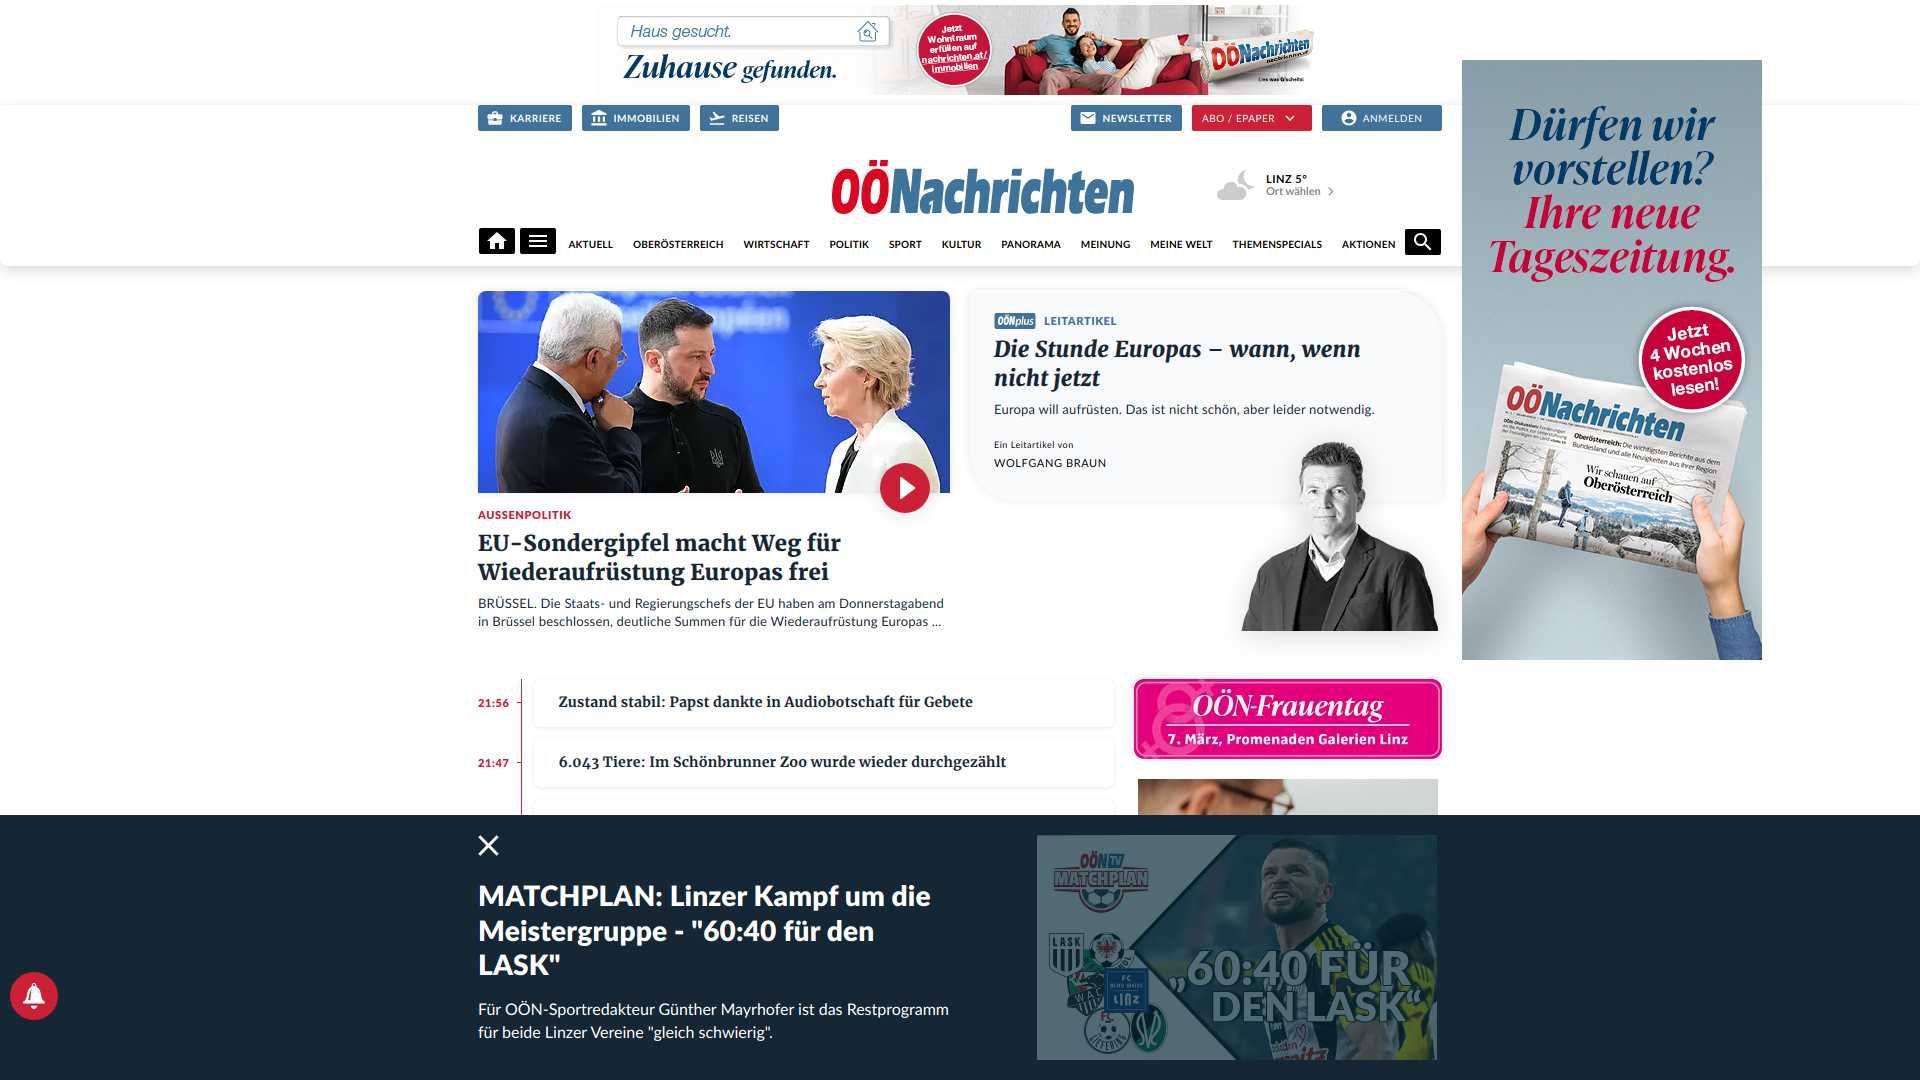 Haus gesucht.
Zuhause gefunden.
Jetzt
Wohntraum
erfüllen auf
nachrichten.at/
immobilien
OÖNachrichten
Lies was G'scheits!
KARRIERE
IMMOBILIEN
REISEN
NEWSLETTER
ABO / EPAPER
ANMELDEN
OÖNachrichten
LINZ 5°
Ort wählen
AKTUELL
OBERÖSTERREICH
WIRTSCHAFT
POLITIK
SPORT
KULTUR
PANORAMA
MEINUNG
MEINE WELT
THEMENSPECIALS
AKTIONEN
Dürfen wir
vorstellen?
Ihre neue
Tageszeitung.
Jetzt
4 Wochen
kostenlos
lesen!
OÖNachrichten
Wir schauen auf
Oberösterreich
AUSSENPOLITIK
EU-Sondergipfel macht Weg für
Wiederaufrüstung Europas frei
BRÜSSEL. Die Staats- und Regierungschefs der EU haben am Donnerstagabend
in Brüssel beschlossen, deutliche Summen für die Wiederaufrüstung Europas ...
OÖNplus LEITARTIKEL
Die Stunde Europas – wann, wenn
nicht jetzt
Europa will aufrüsten. Das ist nicht schön, aber leider notwendig.
Ein Leitartikel von
WOLFGANG BRAUN
21:56 Zustand stabil: Papst dankte in Audiobotschaft für Gebete
21:47 6.043 Tiere: Im Schönbrunner Zoo wurde wieder durchgezählt
OÖN-Frauentag
7. März, Promenaden Galerien Linz
MATCHPLAN: Linzer Kampf um die
Meistergruppe - "60:40 für den
LASK"
Für OÖN-Sportredakteur Günther Mayrhofer ist das Restprogramm
für beide Linzer Vereine "gleich schwierig".
OÖN TV
MATCHPLAN
LASK
WAC
FC
BLAU WEISS
LINZ
FC
LIEFERING
„60:40 FÜR
DEN LASK“